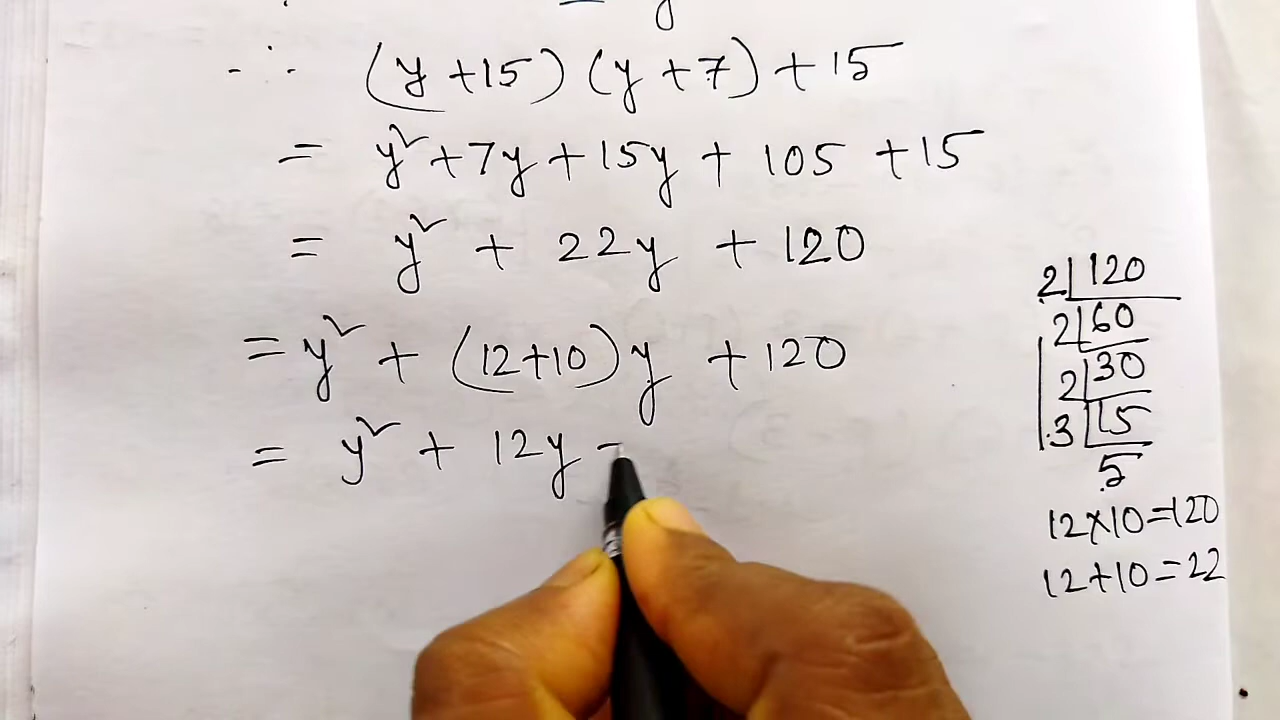 = y
∴ (y+15)(y+7)+15
= y²+7y+15y+105+15
= y²+22y+120
= y²+(12+10)y+120
= y²+12y-
2|120
2|60
2|30
3|15
5
12×10=120
12+10=22